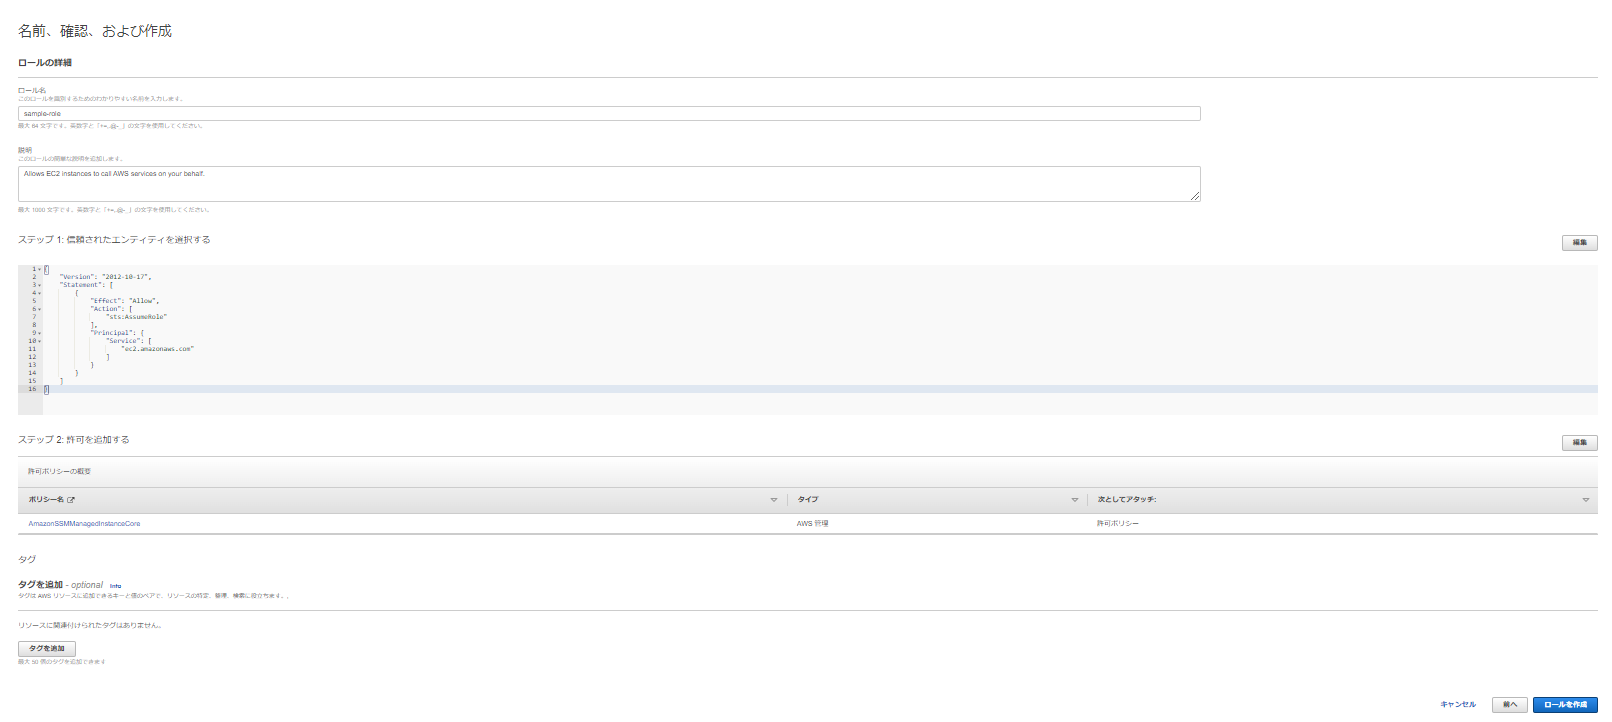 名前、確認、および作成
ロールの詳細
ロール名
このロールを識別するためのわかりやすい名前を入力します。
sample-role
最大 64 文字です。英数字と「+=,.@-_」の文字を使用してください。
説明
このロールの簡単な説明を追加します。
Allows EC2 instances to call AWS services on your behalf.
最大 1000 文字です。英数字と「+=,.@-_」の文字を使用してください。
ステップ 1: 信頼されたエンティティを選択する
編集
1 {
2 "Version": "2012-10-17",
3 "Statement": [
4 {
5 "Effect": "Allow",
6 "Action": [
7 "sts:AssumeRole"
8 ],
9 "Principal": {
10 "Service": [
11 "ec2.amazonaws.com"
12 ]
13 }
14 }
15 ]
16 }
ステップ 2: 許可を追加する
編集
許可ポリシーの概要
ポリシー名 タイプ 次としてアタッチ:
AmazonSSMManagedInstanceCore AWS 管理 許可ポリシー
タグ
タグを追加 - optional Info
タグは AWS リソースに追加できるキーと値のペアで、リソースの特定、整理、検索に役立ちます。.
リソースに関連付けられたタグはありません。
タグを追加
最大 50 個のタグを追加できます
キャンセル 前へ ロールを作成